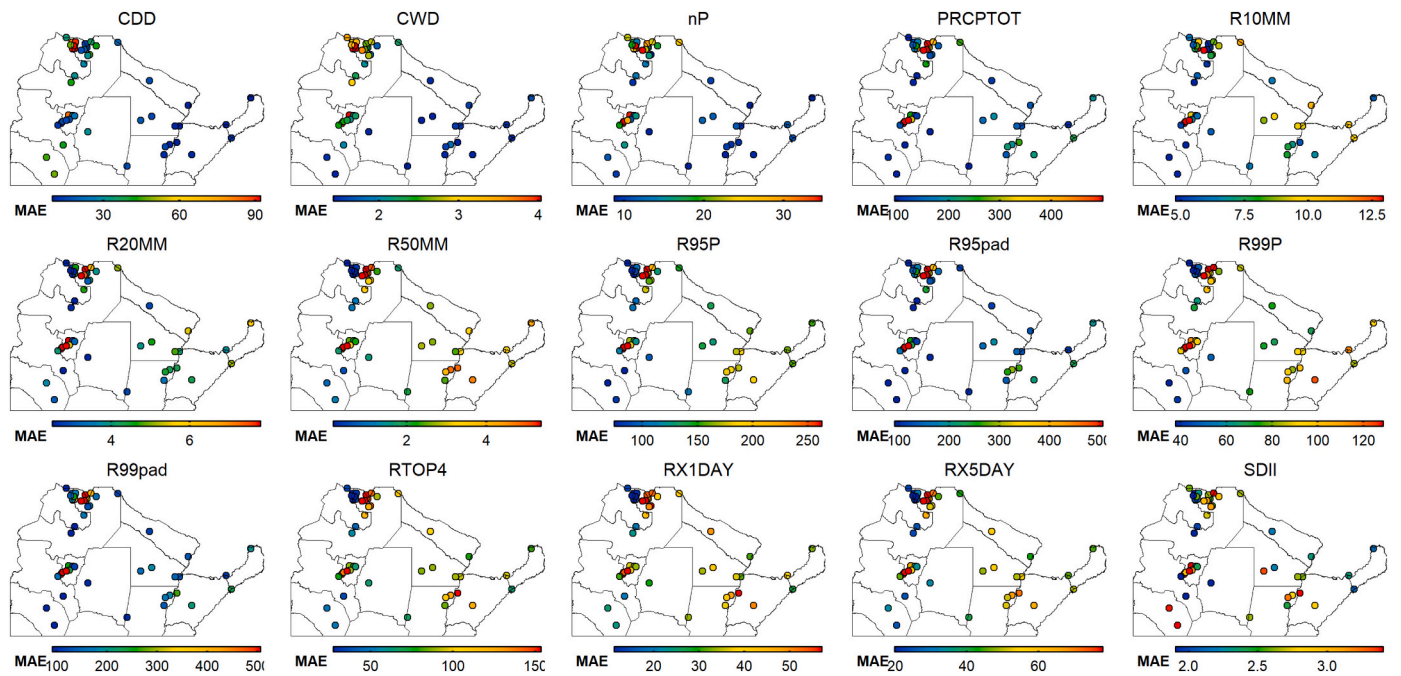 CDD CWD nP PRCPTOT R10MM
MAE 30 60 90 MAE 2 3 4 MAE 10 20 30 MAE 100 200 300 400 MAE 5.0 7.5 10.0 12.5
R20MM R50MM R95P R95pad R99P
MAE 4 6 MAE 2 4 MAE 100 150 200 250 MAE 100 200 300 400 500 MAE 40 60 80 100 120
R99pad RTOP4 RX1DAY RX5DAY SDII
MAE 100 200 300 400 500 MAE 50 100 150 MAE 20 30 40 50 MAE 20 40 60 MAE 2.0 2.5 3.0